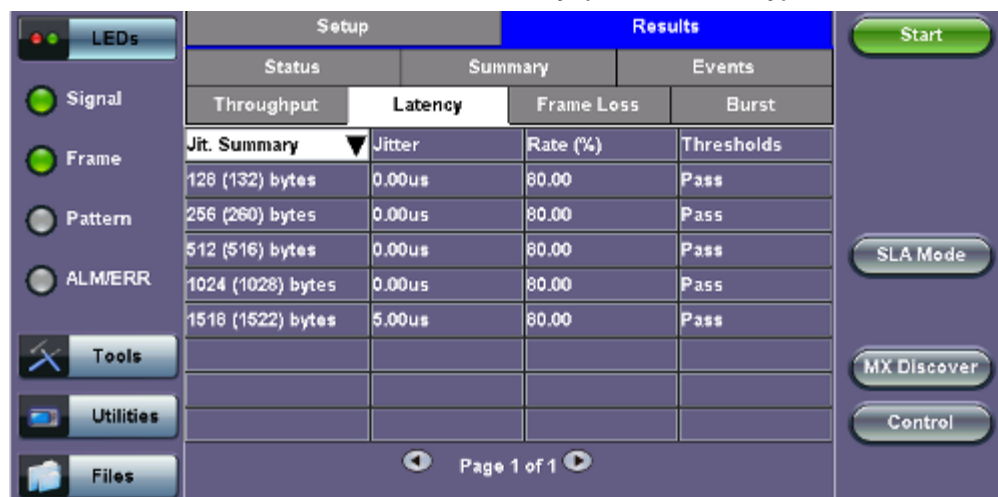 LEDs
Setup
Results
Start
Status
Summary
Events
Signal
Throughput
Latency
Frame Loss
Burst
Jit. Summary
Jitter
Rate (%)
Thresholds
Frame
128 (132) bytes
0.00us
80.00
Pass
256 (260) bytes
0.00us
80.00
Pass
Pattern
512 (516) bytes
0.00us
80.00
Pass
SLA Mode
ALM/ERR
1024 (1028) bytes
0.00us
80.00
Pass
1518 (1522) bytes
5.00us
80.00
Pass
Tools
MX Discover
Utilities
Control
Page 1 of 1
Files